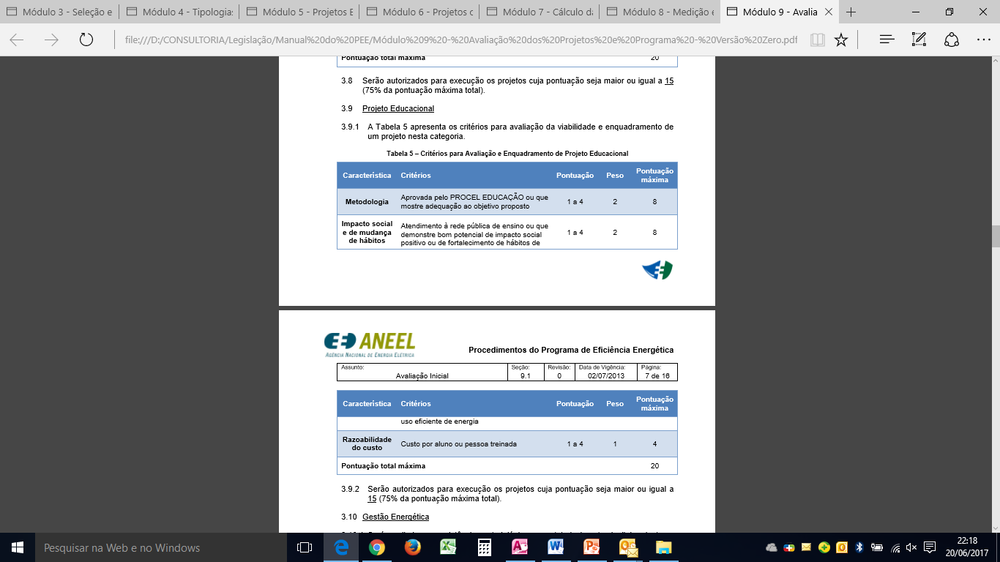 Módulo 3 - Seleção e
Módulo 4 - Tipologias
Módulo 5 - Projetos E
Módulo 6 - Projetos c
Módulo 7 - Cálculo da
Módulo 8 - Medição e
Módulo 9 - Avalia
file:///D:/CONSULTORIA/Legislação/Manual%20do%20PEE/Módulo%209%20-%20Avaliação%20dos%20Projetos%20e%20Programa%20-%20Versão%20Zero.pdf
Pontuação total máxima 20
3.8 Serão autorizados para execução os projetos cuja pontuação seja maior ou igual a 15
(75% da pontuação máxima total).
3.9 Projeto Educacional
3.9.1 A Tabela 5 apresenta os critérios para avaliação da viabilidade e enquadramento de
um projeto nesta categoria.
Tabela 5 – Critérios para Avaliação e Enquadramento de Projeto Educacional
Característica Critérios Pontuação Peso Pontuação
máxima
Metodologia Aprovada pelo PROCEL EDUCAÇÃO ou que
mostre adequação ao objetivo proposto 1 a 4 2 8
Impacto social
e de mudança
de hábitos
Atendimento à rede pública de ensino ou que
demonstre bom potencial de impacto social
positivo ou de fortalecimento de hábitos de
1 a 4 2 8
ANEEL
AGÊNCIA NACIONAL DE ENERGIA ELÉTRICA
Procedimentos do Programa de Eficiência Energética
Assunto: Seção: Revisão: Data de Vigência: Página:
Avaliação Inicial 9.1 0 02/07/2013 7 de 16
Característica Critérios Pontuação Peso Pontuação
máxima
uso eficiente de energia
Razoabilidade
do custo
Custo por aluno ou pessoa treinada 1 a 4 1 4
Pontuação total máxima 20
3.9.2 Serão autorizados para execução os projetos cuja pontuação seja maior ou igual a
15 (75% da pontuação máxima total).
3.10 Gestão Energética
Pesquisar na Web e no Windows
22:18
20/06/2017